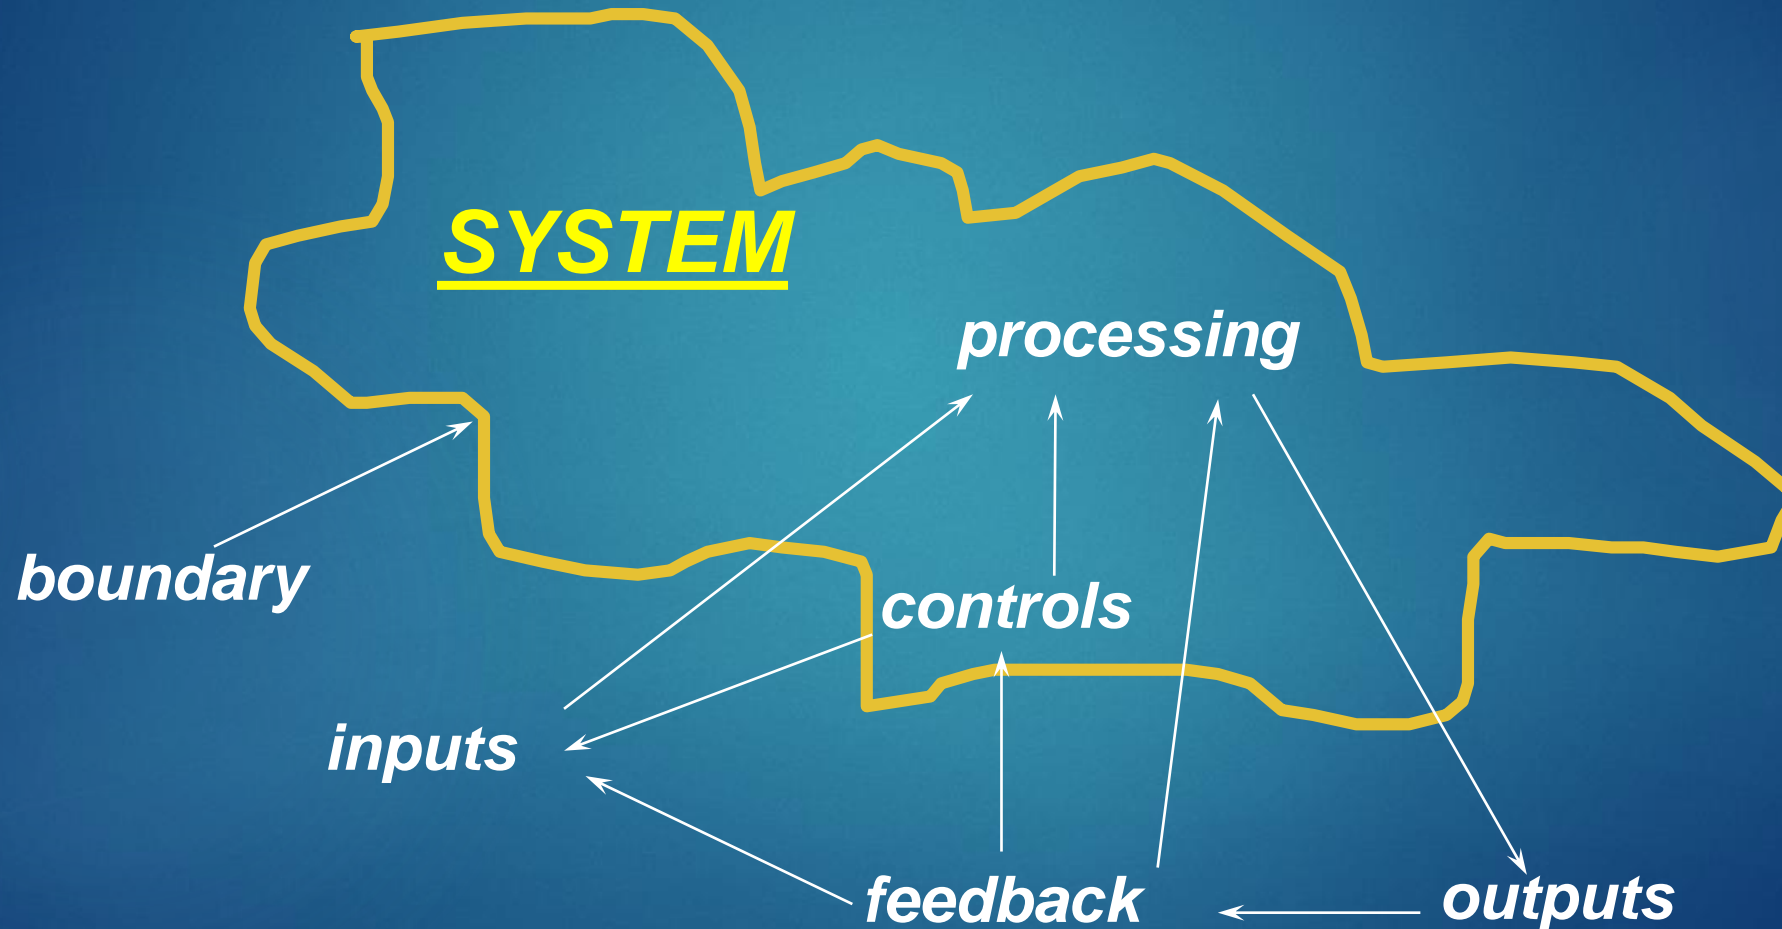 SYSTEM
processing
boundary
controls
inputs
feedback
outputs